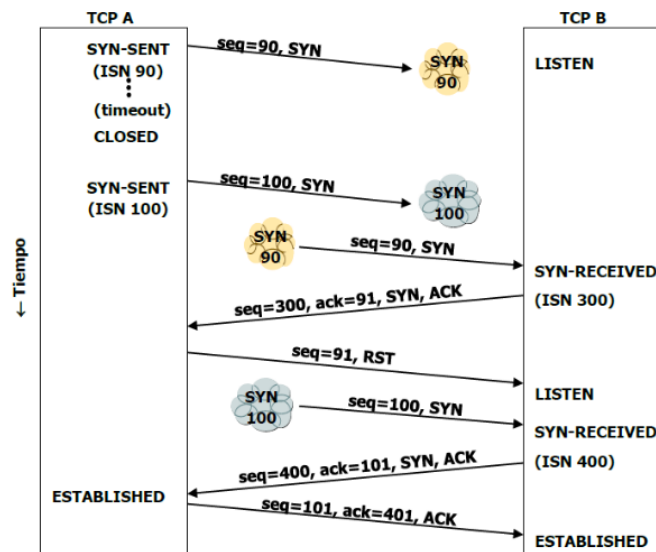 TCP A
TCP B
SYN-SENT
(ISN 90)
(timeout)
CLOSED
seq=90, SYN
SYN
90
LISTEN
SYN-SENT
(ISN 100)
seq=100, SYN
SYN
100
SYN
90
seq=90, SYN
SYN-RECEIVED
(ISN 300)
seq=300, ack=91, SYN, ACK
← Tiempo
seq=91, RST
LISTEN
SYN
100
seq=100, SYN
SYN-RECEIVED
(ISN 400)
seq=400, ack=101, SYN, ACK
ESTABLISHED
seq=101, ack=401, ACK
ESTABLISHED